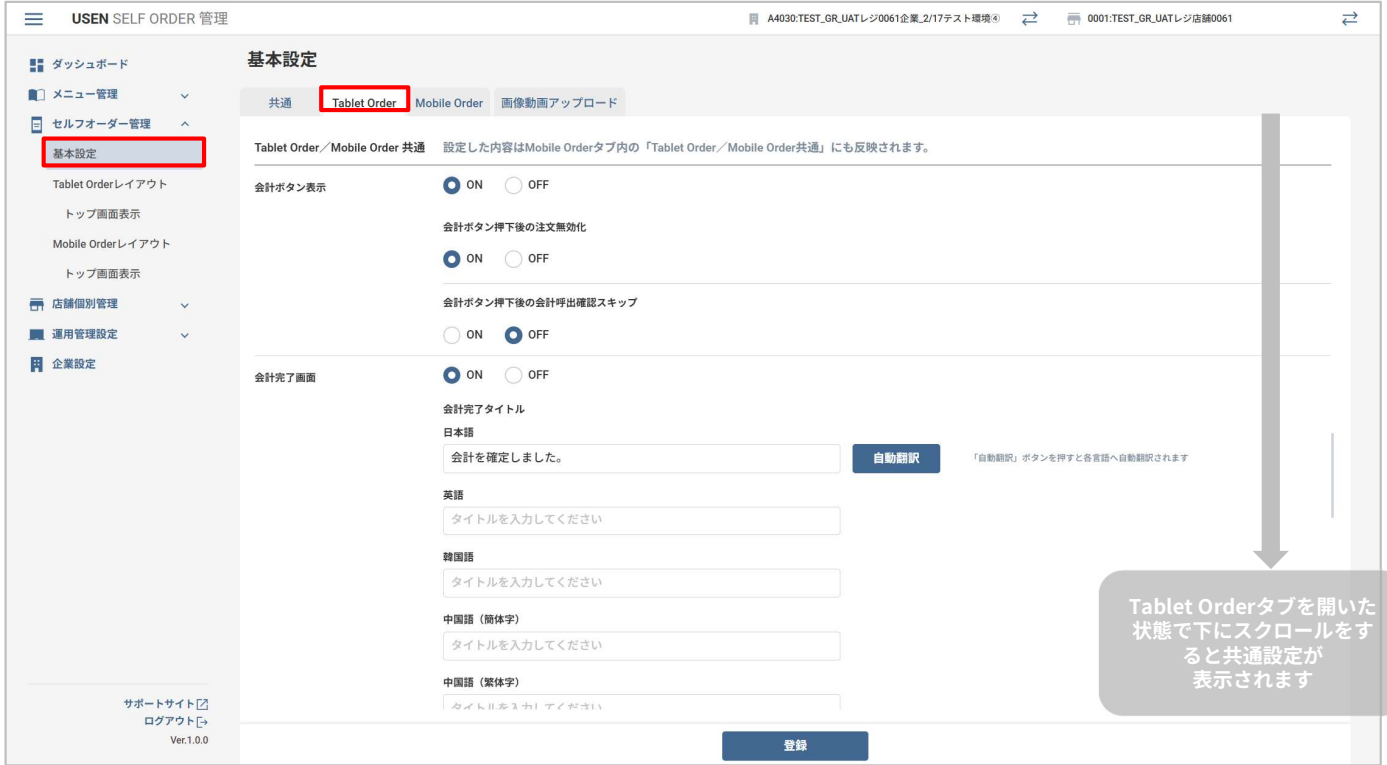 USEN SELF ORDER 管理
A4030:TEST_GR_UATレジ0061企業_2/17テスト環境④
0001:TEST_GR_UATレジ店舗0061
ダッシュボード
メニュー管理
セルフオーダー管理
基本設定
Tablet Orderレイアウト
トップ画面表示
Mobile Orderレイアウト
トップ画面表示
店舗個別管理
運用管理設定
企業設定
サポートサイト
ログアウト
Ver.1.0.0
基本設定
共通 Tablet Order Mobile Order 画像動画アップロード
Tablet Order／Mobile Order 共通 設定した内容はMobile Orderタブ内の「Tablet Order／Mobile Order共通」にも反映されます。
会計ボタン表示 ON OFF
会計ボタン押下後の注文無効化
ON OFF
会計ボタン押下後の会計呼出確認スキップ
ON OFF
会計完了画面 ON OFF
会計完了タイトル
日本語
会計を確定しました。 自動翻訳 「自動翻訳」ボタンを押すと各言語へ自動翻訳されます
英語
タイトルを入力してください
韓国語
タイトルを入力してください
中国語（簡体字）
タイトルを入力してください
中国語（繁体字）
タイトルを入力してください
Tablet Orderタブを開いた
状態で下にスクロールをす
ると共通設定が
表示されます
登録